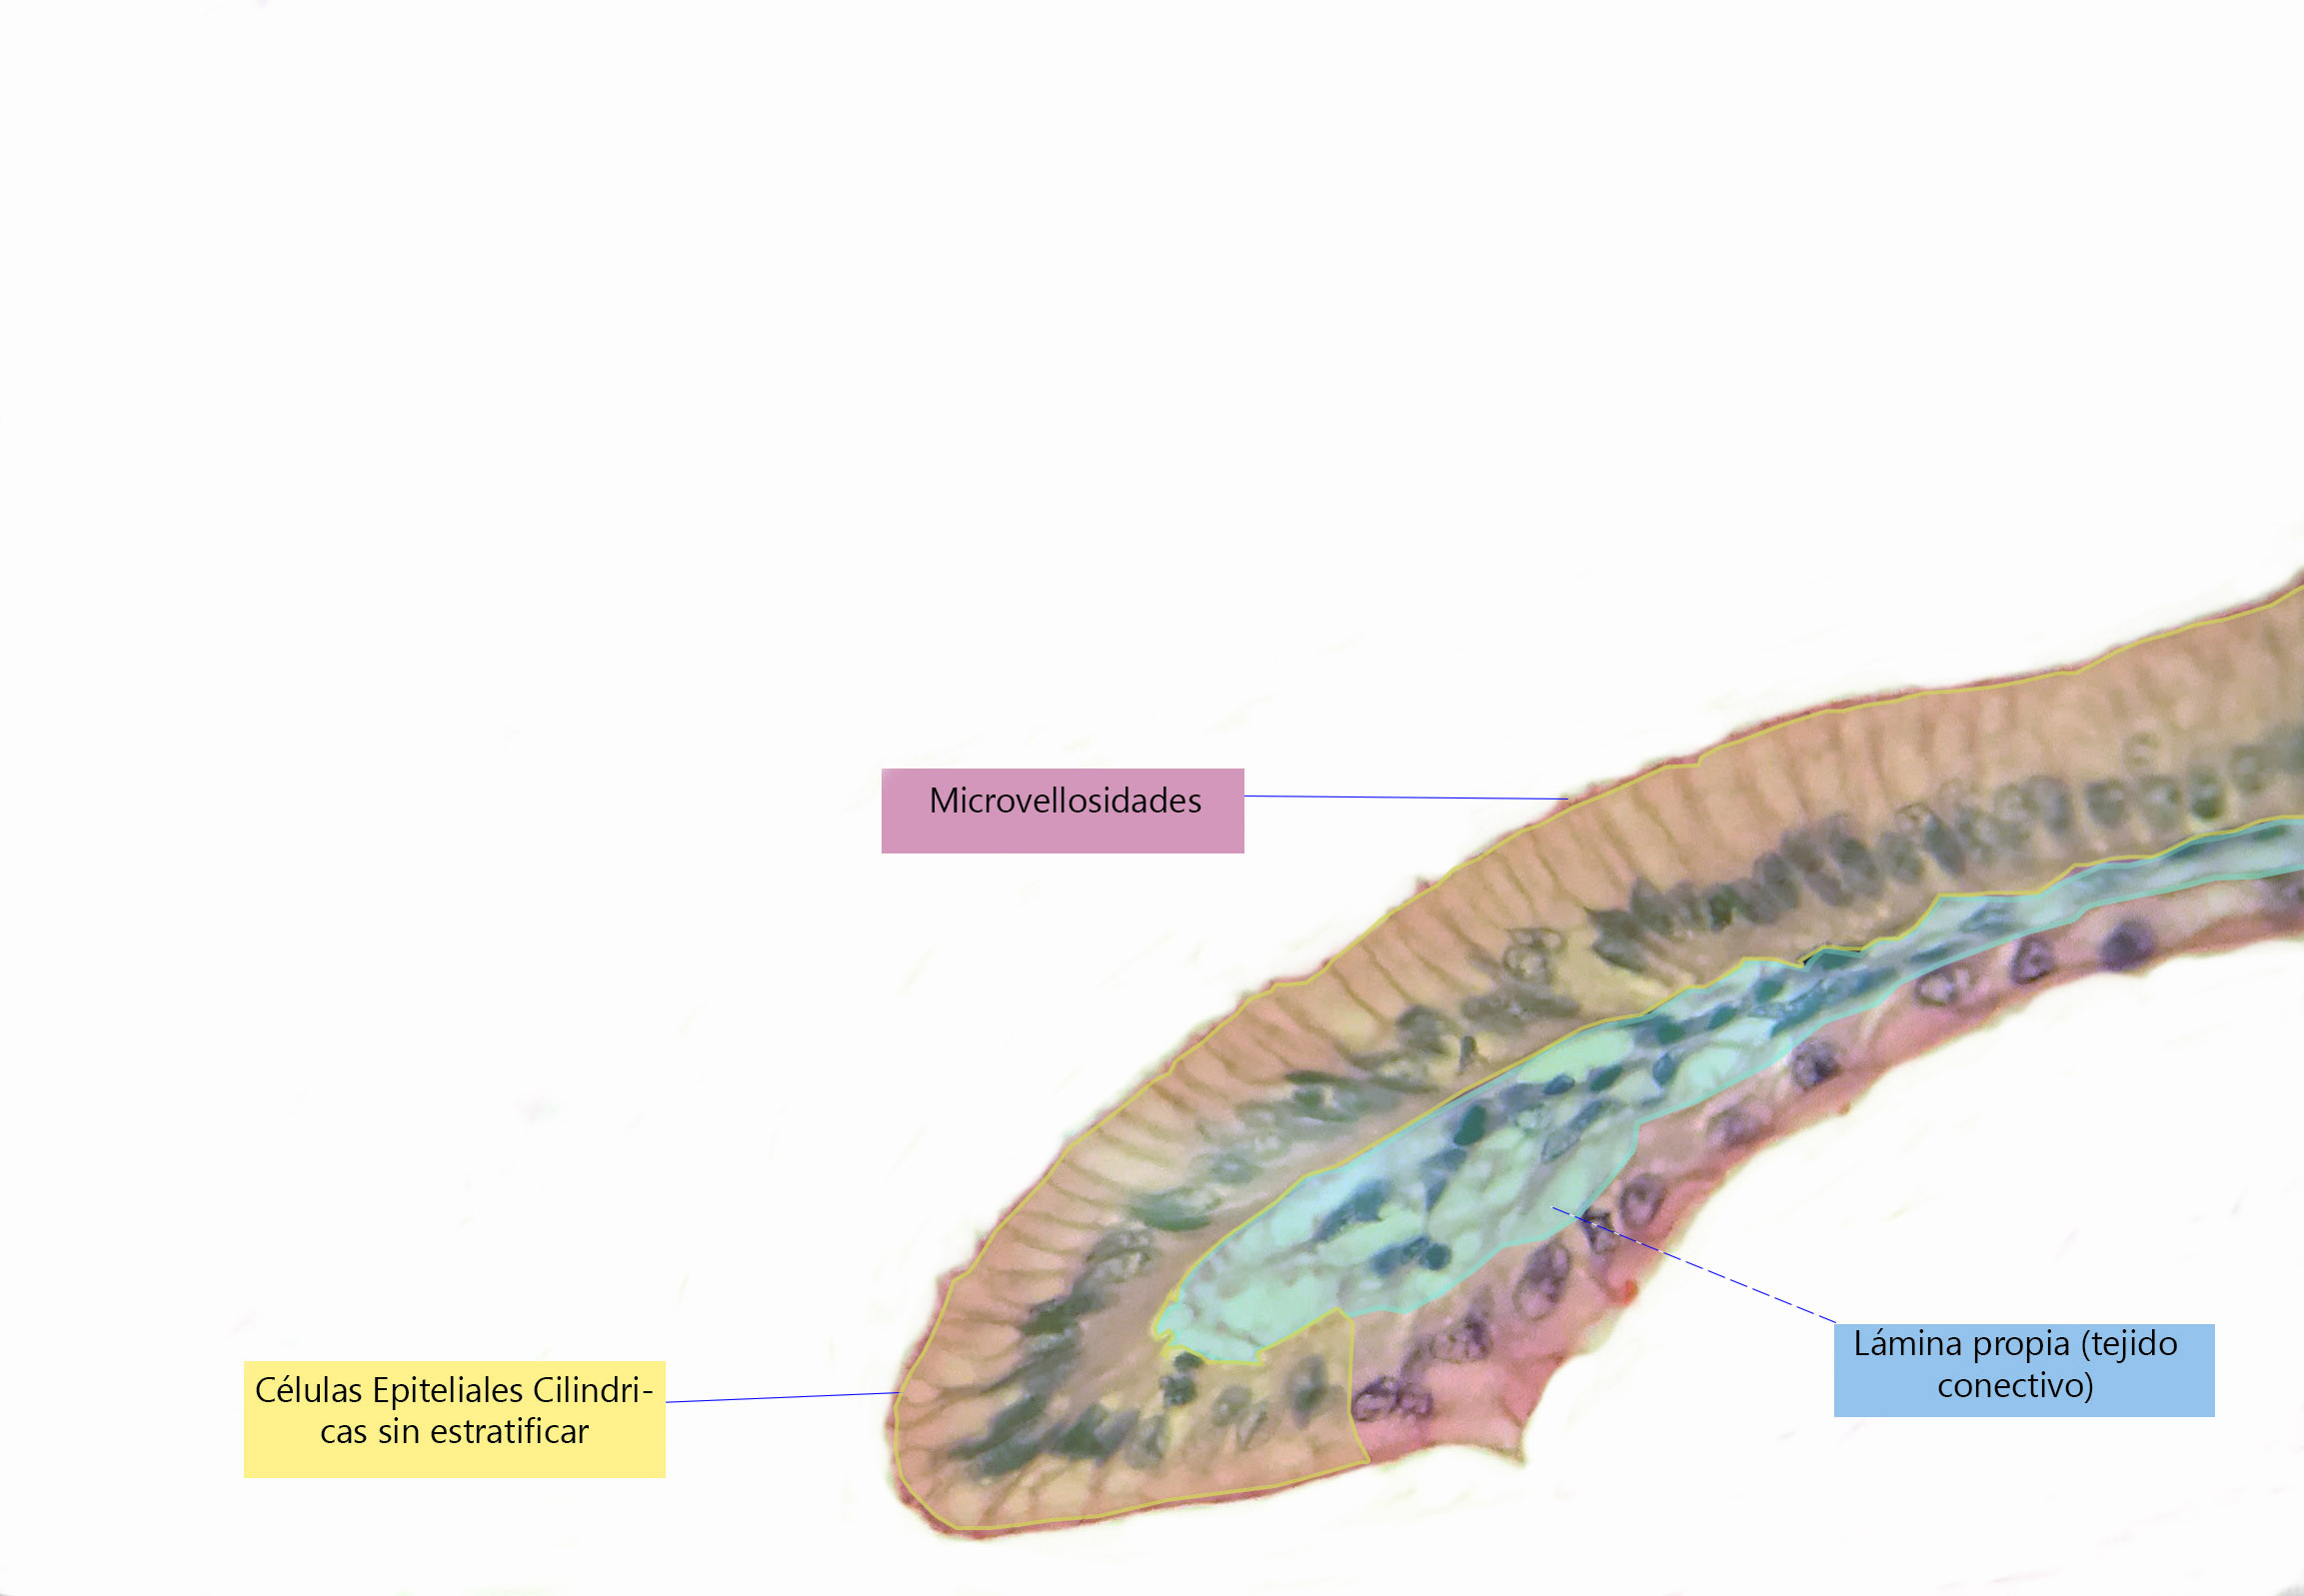 Microvellosidades
Lámina propia (tejido
conectivo)
Células Epiteliales Cilindri-
cas sin estratificar